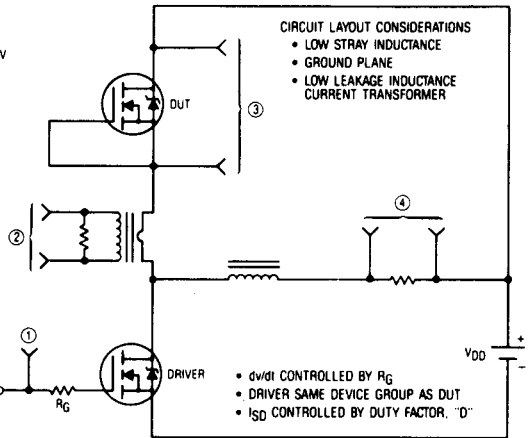 CIRCUIT LAYOUT CONSIDERATIONS
• LOW STRAY INDUCTANCE
• GROUND PLANE
• LOW LEAKAGE INDUCTANCE
CURRENT TRANSFORMER
V
DUT
③
②
④
①
DRIVER
RG
VDD
+
-
• dv/dt CONTROLLED BY RG
• DRIVER SAME DEVICE GROUP AS DUT
• ISD CONTROLLED BY DUTY FACTOR, "D"